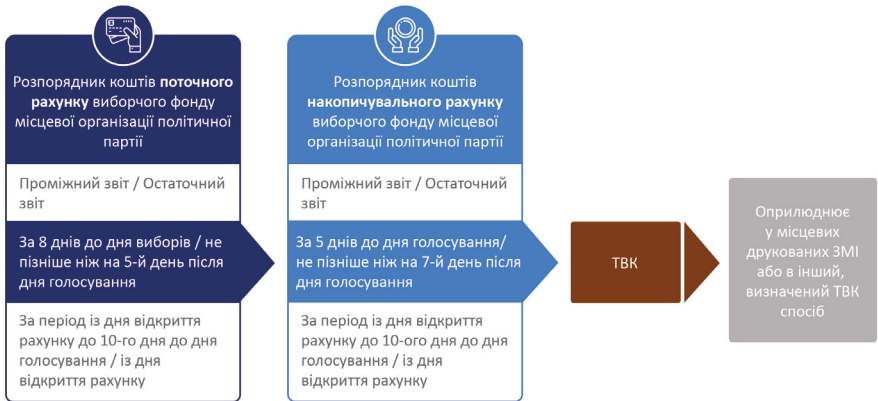 Розпорядник коштів поточного
рахунку виборчого фонду
місцевої організації політичної
партії
Проміжний звіт / Остаточний
звіт
За 8 днів до дня виборів / не
пізніше ніж на 5-й день після
дня голосування
За період із дня відкриття
рахунку до 10-го дня до дня
голосування / із дня
відкриття рахунку
Розпорядник коштів
накопичувального рахунку
виборчого фонду місцевої
організації політичної партії
Проміжний звіт / Остаточний
звіт
За 5 днів до дня голосування/
не пізніше ніж на 7-й день після
дня голосування
За період із дня відкриття
рахунку до 10-ого дня до дня
голосування / із дня
відкриття рахунку
ТВК
Оприлюднює
у місцевих
друкованих ЗМІ
або в інший,
визначений ТВК
спосіб